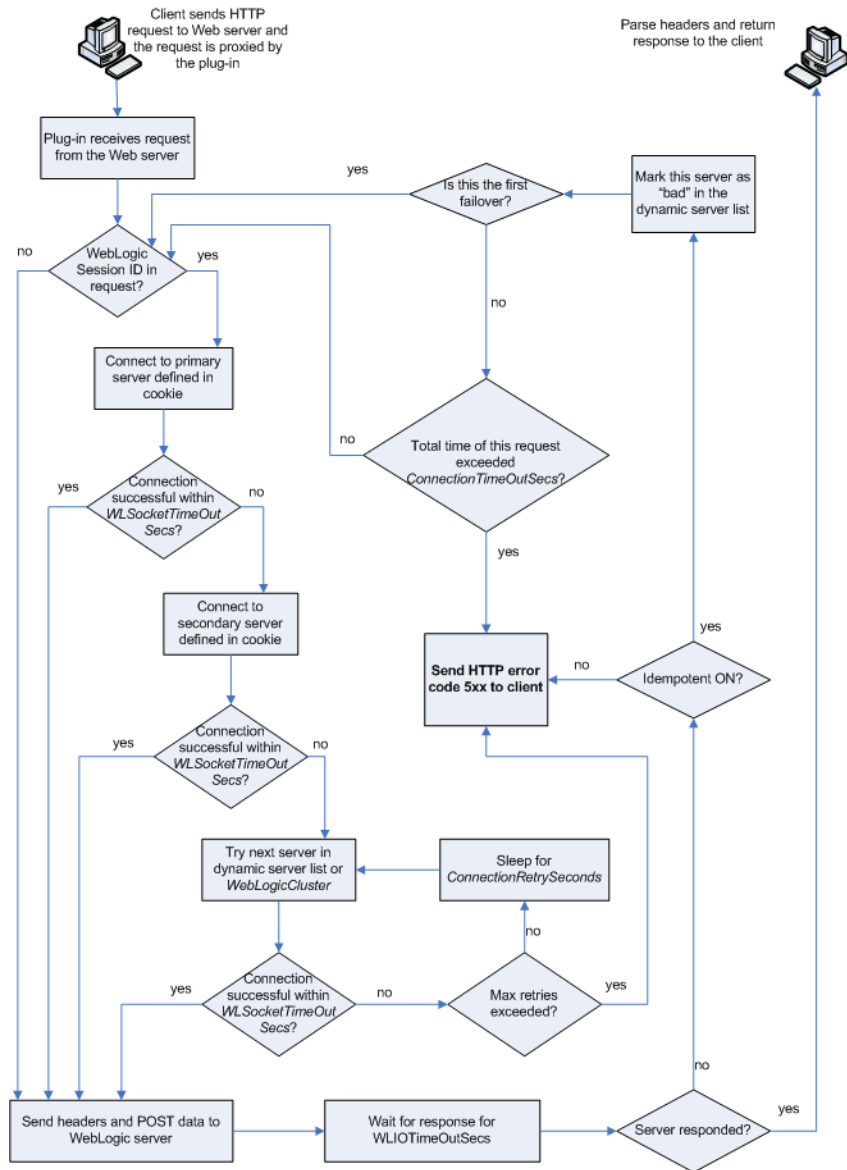 Client sends HTTP
request to Web server and
the request is proxied by
the plug-in
Parse headers and return
response to the client
Plug-in receives request
from the Web server
yes
Is this the first
failover?
Mark this server as
“bad” in the
dynamic server list
no
WebLogic
Session ID in
request?
yes
no
Connect to primary
server defined in
cookie
no
Total time of this request
exceeded
ConnectionTimeOutSecs?
yes
Connection
successful within
WLSocketTimeOut
Secs?
no
yes
Connect to
secondary server
defined in cookie
yes
Send HTTP error
code 5xx to client
no
Idempotent ON?
yes
Connection
successful within
WLSocketTimeOut
Secs?
no
Try next server in
dynamic server list or
WebLogicCluster
Sleep for
ConnectionRetrySeconds
no
yes
Connection
successful within
WLSocketTimeOut
Secs?
no
Max retries
exceeded?
yes
no
Send headers and POST data to
WebLogic server
Wait for response for
WLIOTimeOutSecs
Server responded?
yes